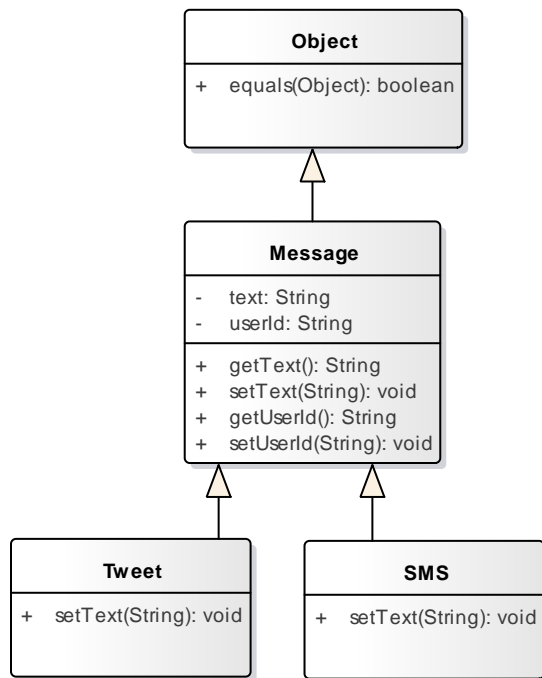 Object
+ equals(Object): boolean
Message
- text: String
- userId: String
+ getText(): String
+ setText(String): void
+ getUserId(): String
+ setUserId(String): void
Tweet
+ setText(String): void
SMS
+ setText(String): void